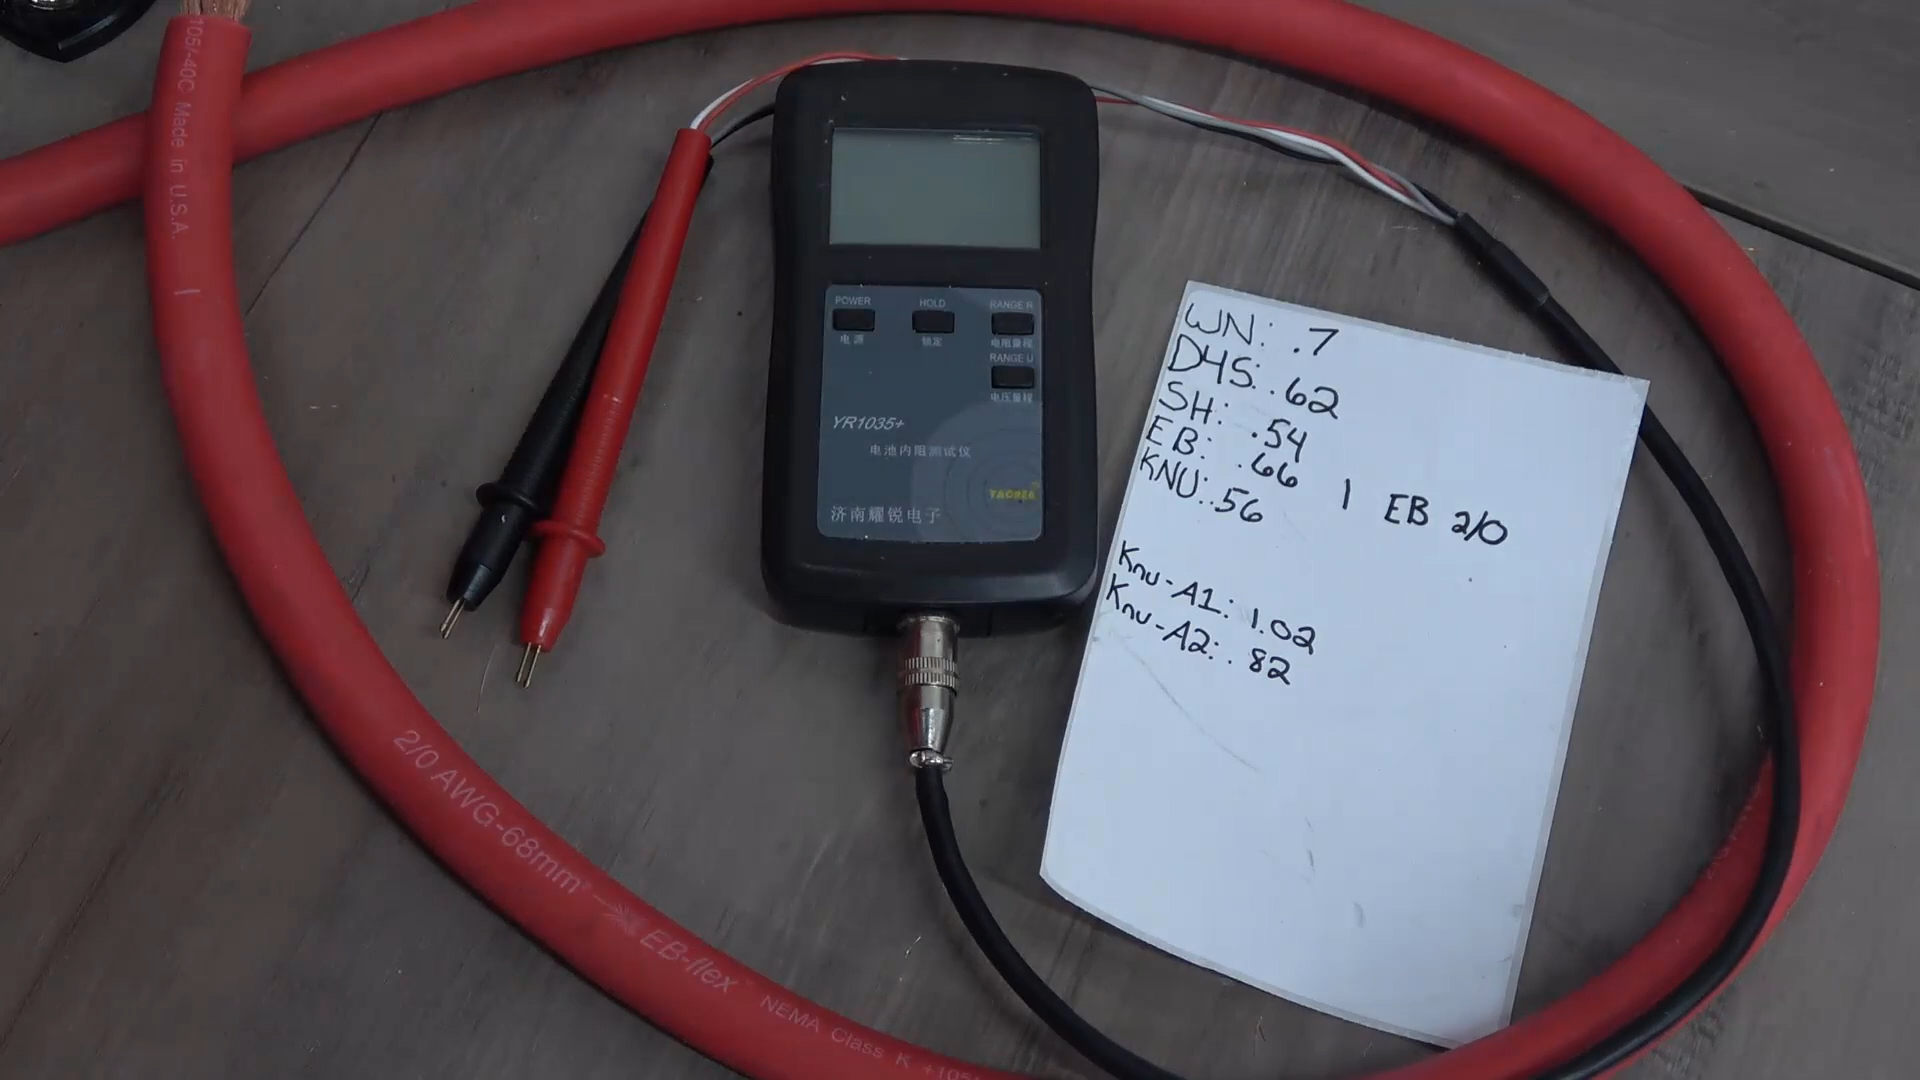 105/-40C Made in U.S.A.
POWER
HOLD
RANGE R
电源
锁定
电阻量程
RANGE U
电压量程
YR1035+
电池内阻测试仪
济南耀锐电子
WN: .7
D4S: .62
SH: .54
EB: .66 | EB 2/0
KNU: .56
Knu-A1: 1.02
Knu-A2: .82
2/0 AWG-68mm²
EB-flex NEMA Class K +105